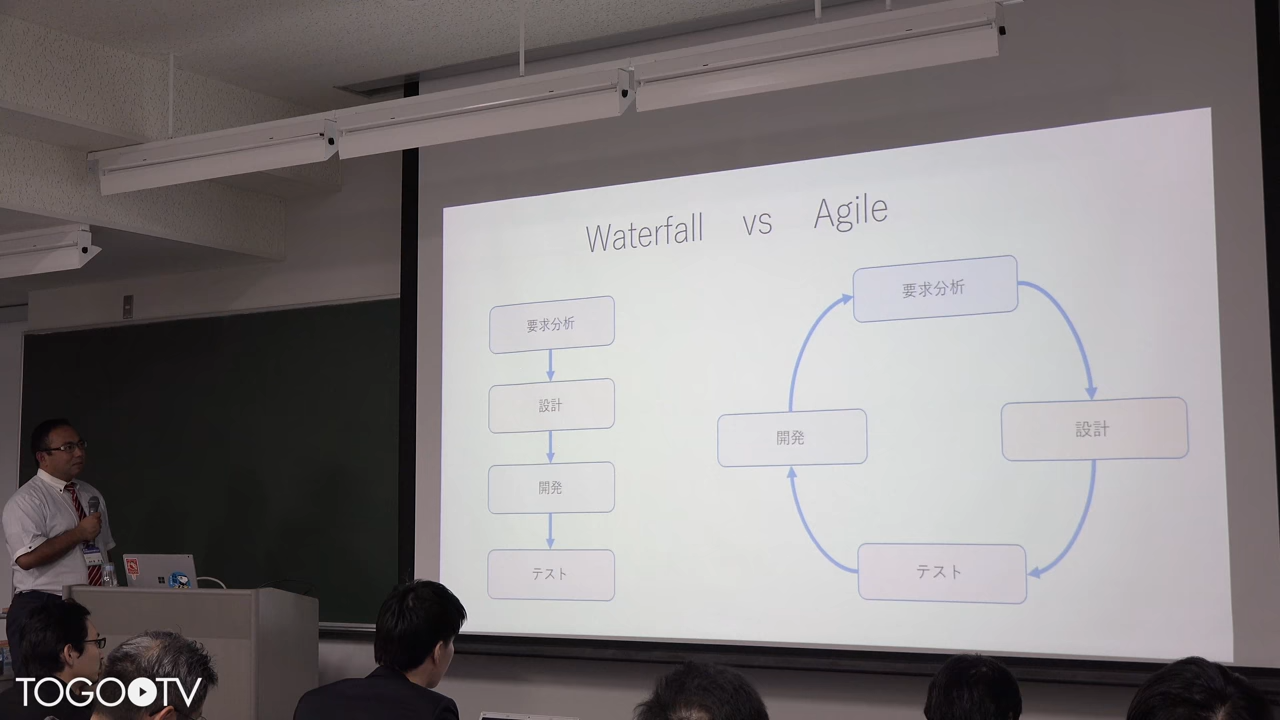 Waterfall vs Agile
要求分析
設計
開発
テスト
要求分析
設計
テスト
開発
TOGOTV